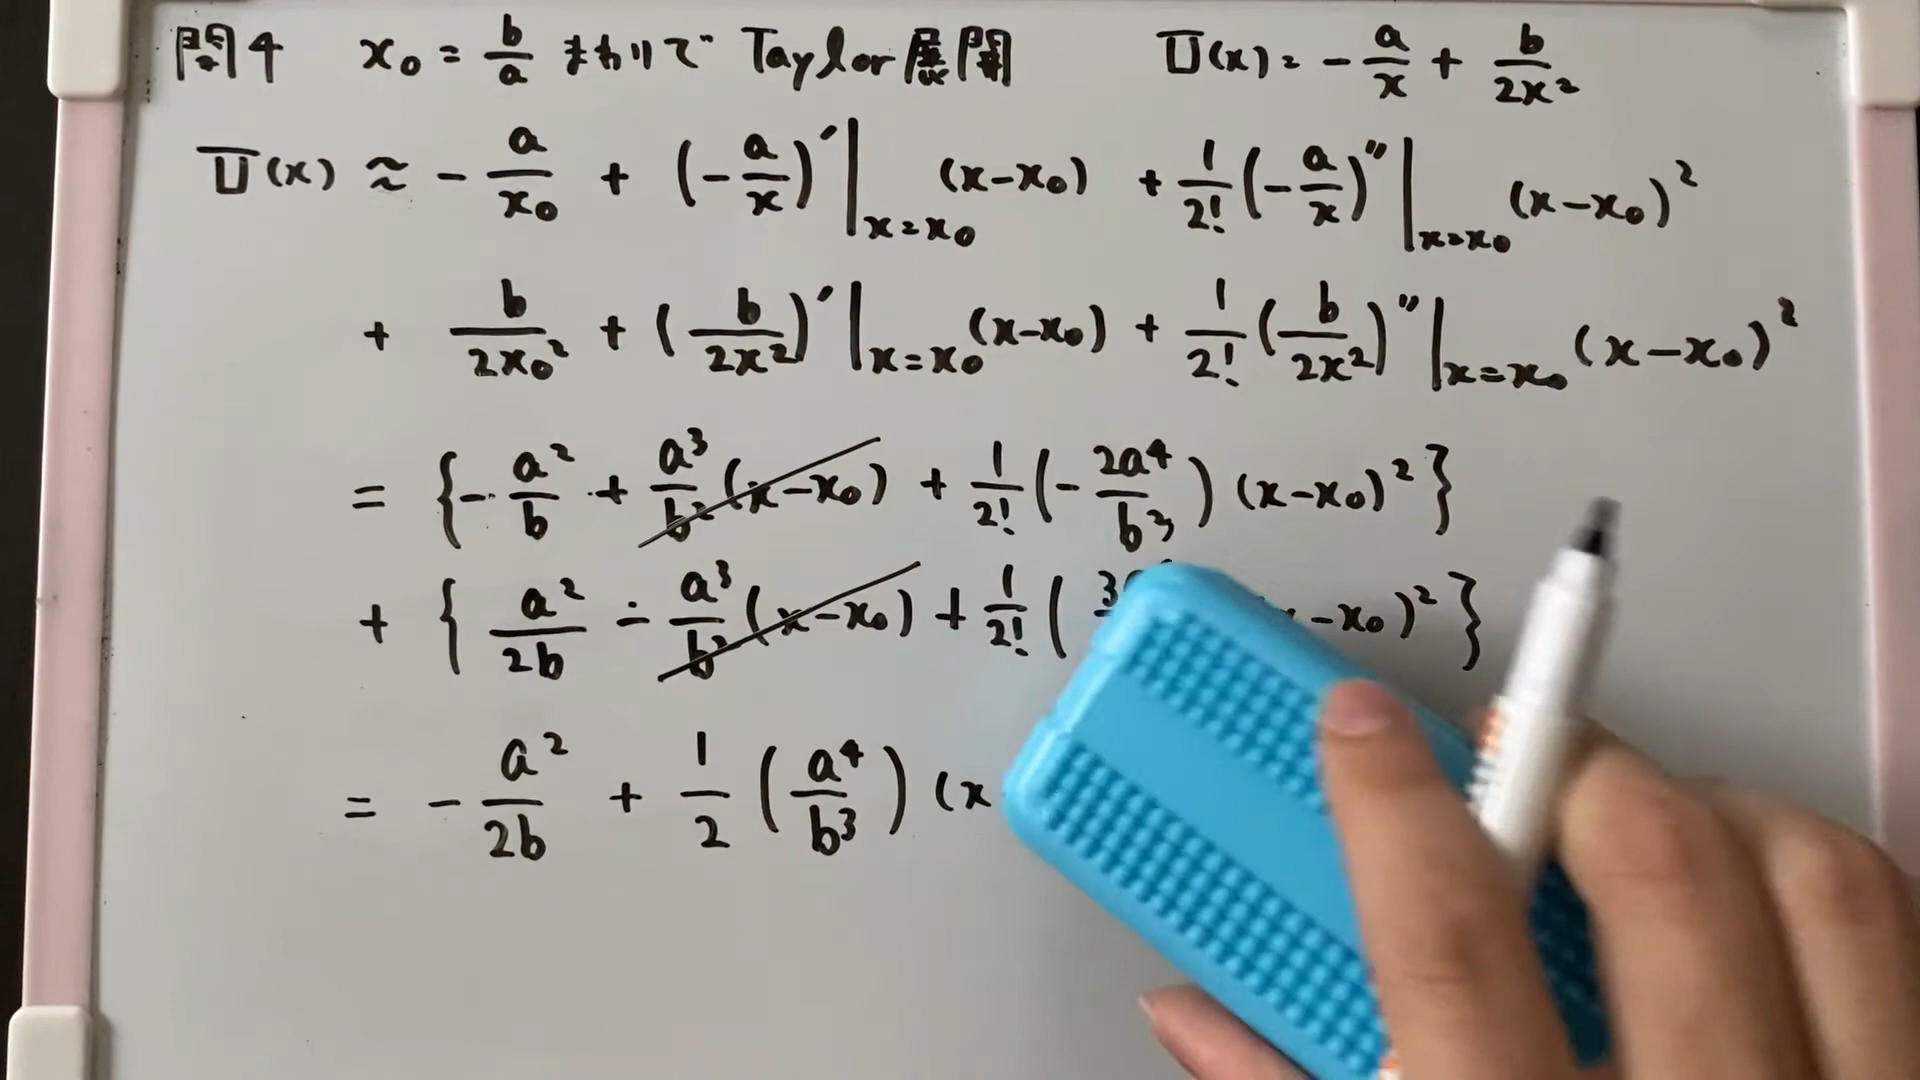 問4 x₀ = b/a まわりで Taylor展開 U(x) = - a/x + b/2x²
U(x) ≈ - a/x₀ + (- a/x)′|ₓ₌ₓ₀ (x-x₀) + 1/2! (- a/x)″|ₓ₌ₓ₀ (x-x₀)²
+ b/2x₀² + (b/2x²)′|ₓ₌ₓ₀ (x-x₀) + 1/2! (b/2x²)″|ₓ₌ₓ₀ (x-x₀)²
= {- a²/b + a³/b² (x-x₀) + 1/2! (- 2a⁴/b³) (x-x₀)²}
+ {a²/2b - a³/b² (x-x₀) + 1/2! ( 3 -x₀)²}
= - a²/2b + 1/2 (a⁴/b³) (x